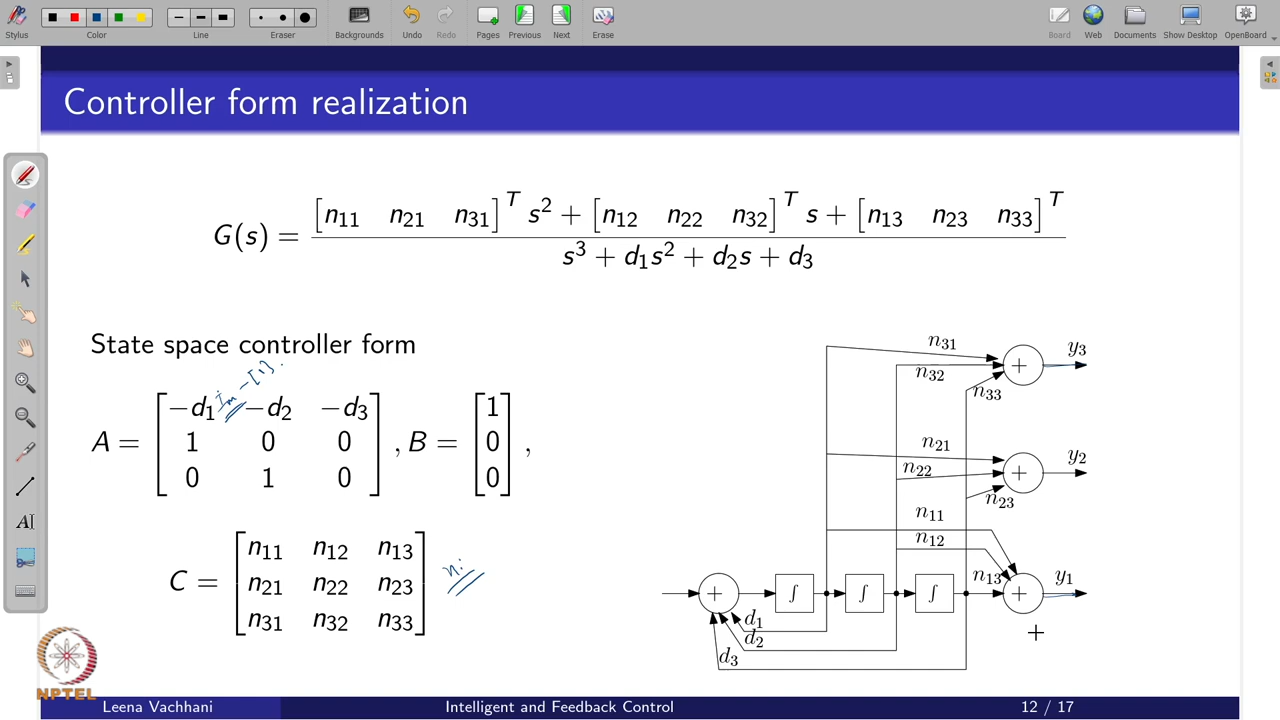 Stylus
Color
Line
Eraser
Backgrounds
Undo
Redo
Pages
Previous
Next
Erase
Board
Web
Documents
Show Desktop
OpenBoard
Controller form realization
G(s) = [n11 n21 n31]^T s^2 + [n12 n22 n32]^T s + [n13 n23 n33]^T
s^3 + d1s^2 + d2s + d3
State space controller form
Im -[1].
A = [−d1 −d2 −d3
1 0 0
0 1 0] , B = [1
0
0] ,
C = [n11 n12 n13
n21 n22 n23
n31 n32 n33]
ni
n31
n32
n33
+
y3
n21
n22
n23
+
y2
n11
n12
n13
+
y1
+
∫
∫
∫
d1
d2
d3
NPTEL
Leena Vachhani
Intelligent and Feedback Control
12 / 17